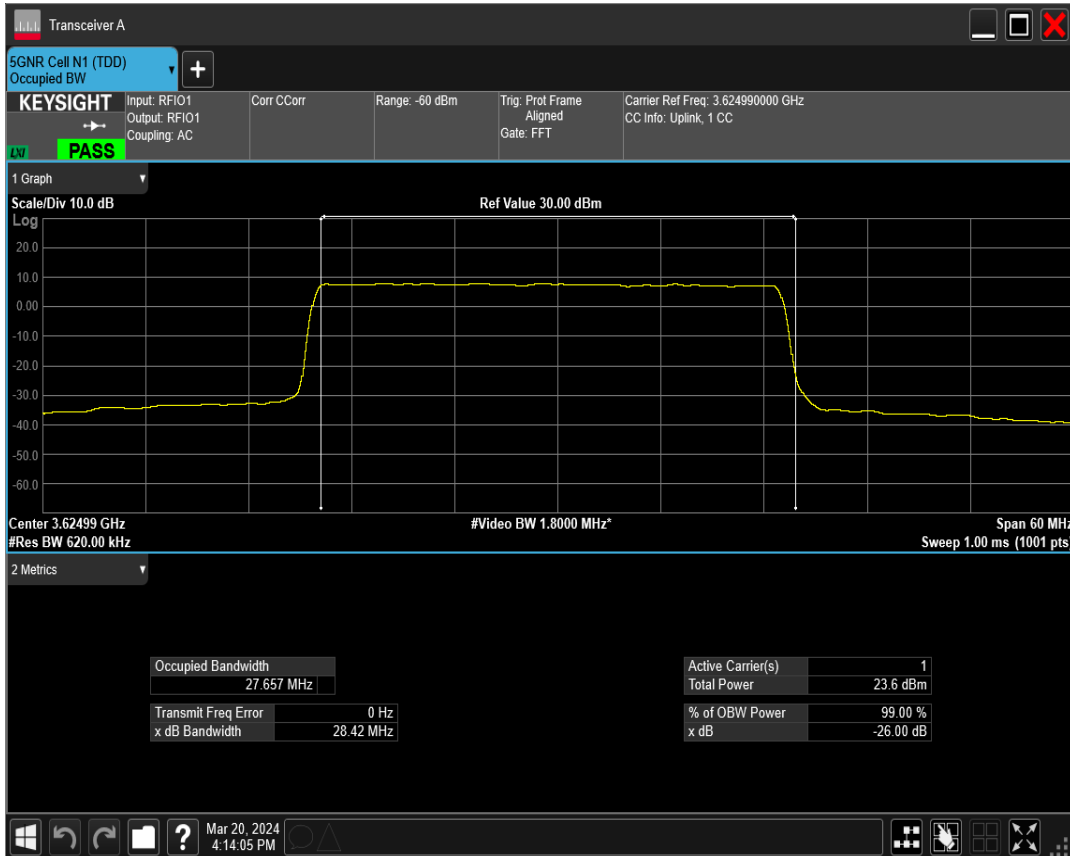 Transceiver A
5GNR Cell N1 (TDD)
Occupied BW
+
KEYSIGHT
LXI
PASS
Input: RFIO1
Output: RFIO1
Coupling: AC
Corr CCorr
Range: -60 dBm
Trig: Prot Frame
Aligned
Gate: FFT
Carrier Ref Freq: 3.624990000 GHz
CC Info: Uplink, 1 CC
1 Graph
Scale/Div 10.0 dB
Ref Value 30.00 dBm
Log
20.0
10.0
0.00
-10.0
-20.0
-30.0
-40.0
-50.0
-60.0
Center 3.62499 GHz
#Video BW 1.8000 MHz*
Span 60 MHz
#Res BW 620.00 kHz
Sweep 1.00 ms (1001 pts)
2 Metrics
Occupied Bandwidth
27.657 MHz
Transmit Freq Error 0 Hz
x dB Bandwidth 28.42 MHz
Active Carrier(s) 1
Total Power 23.6 dBm
% of OBW Power 99.00 %
x dB -26.00 dB
?
Mar 20, 2024
4:14:05 PM